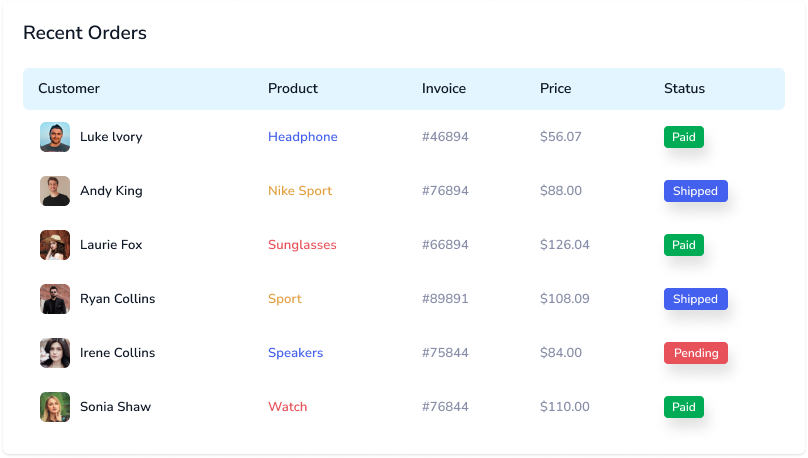 Recent Orders
Customer Product Invoice Price Status
Luke Ivory Headphone #46894 $56.07 Paid
Andy King Nike Sport #76894 $88.00 Shipped
Laurie Fox Sunglasses #66894 $126.04 Paid
Ryan Collins Sport #89891 $108.09 Shipped
Irene Collins Speakers #75844 $84.00 Pending
Sonia Shaw Watch #76844 $110.00 Paid